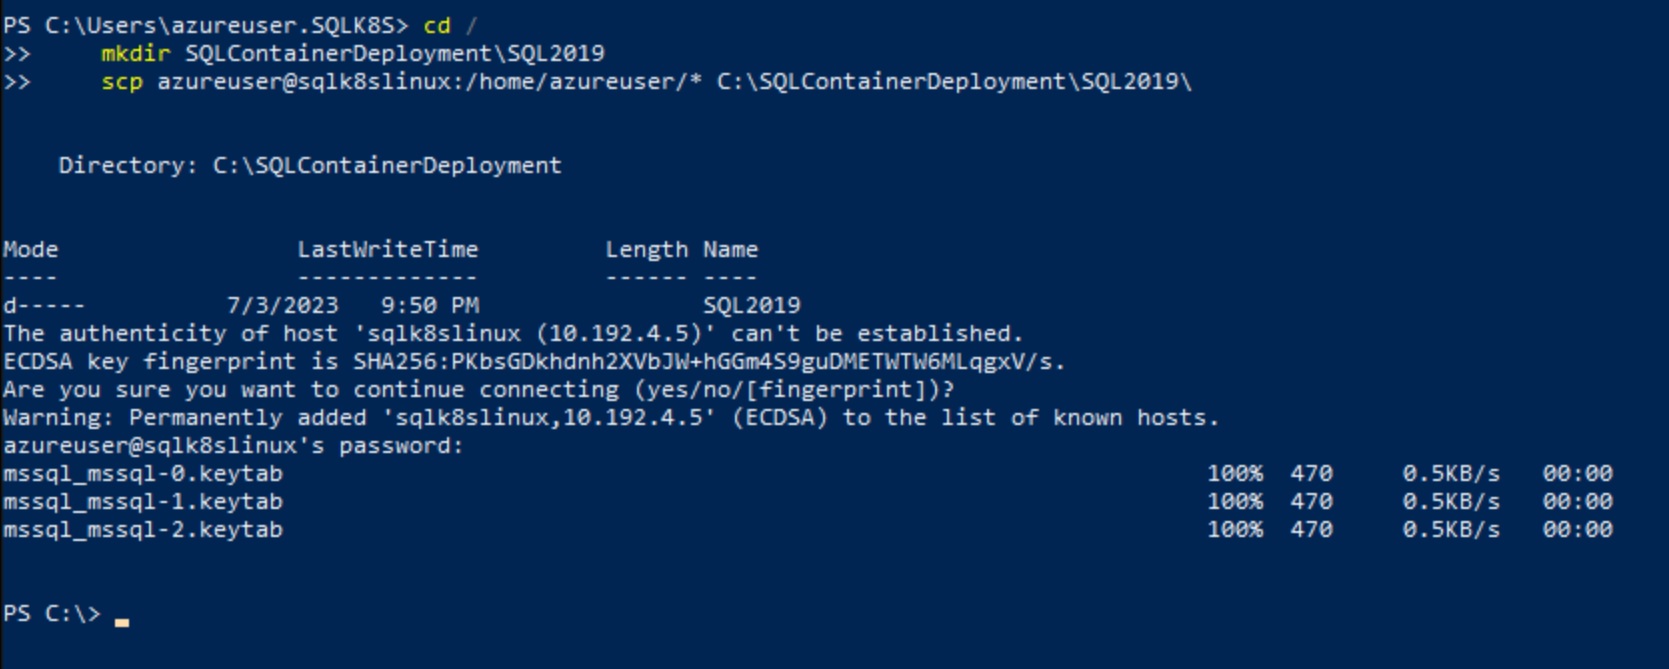 PS C:\Users\azureuser.SQLK8S> cd /
>>     mkdir SQLContainerDeployment\SQL2019
>>     scp azureuser@sqlk8slinux:/home/azureuser/* C:\SQLContainerDeployment\SQL2019\
    Directory: C:\SQLContainerDeployment
Mode                 LastWriteTime         Length Name
----                 -------------         ------ ----
d-----          7/3/2023   9:50 PM                SQL2019
The authenticity of host 'sqlk8slinux (10.192.4.5)' can't be established.
ECDSA key fingerprint is SHA256:PKbsGDkhdnh2XVbJW+hGGm4S9guDMETWTW6MLqgxV/s.
Are you sure you want to continue connecting (yes/no/[fingerprint])?
Warning: Permanently added 'sqlk8slinux,10.192.4.5' (ECDSA) to the list of known hosts.
azureuser@sqlk8slinux's password:
mssql_mssql-0.keytab                                                                  100%  470     0.5KB/s   00:00
mssql_mssql-1.keytab                                                                  100%  470     0.5KB/s   00:00
mssql_mssql-2.keytab                                                                  100%  470     0.5KB/s   00:00
PS C:\>